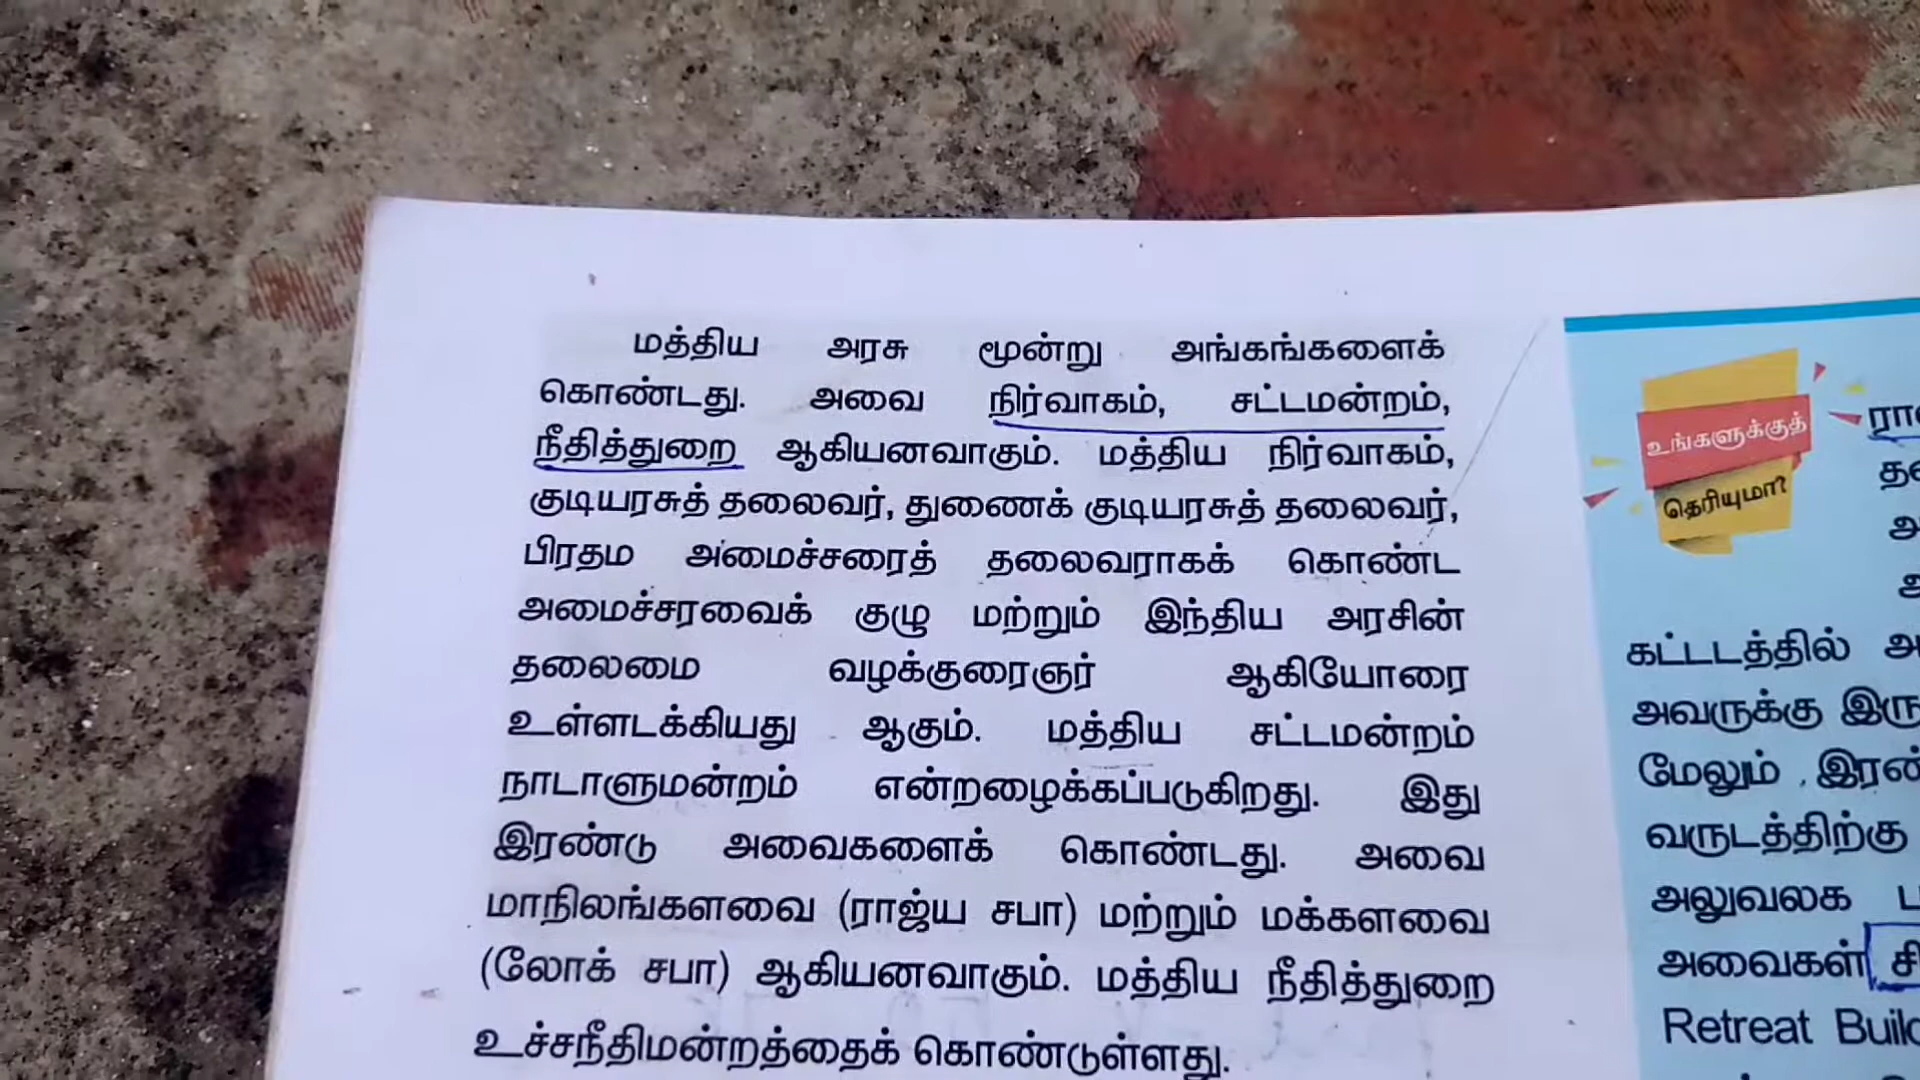 மத்திய அரசு மூன்று அங்கங்களைக்
கொண்டது. அவை நிர்வாகம், சட்டமன்றம்,
நீதித்துறை ஆகியனவாகும். மத்திய நிர்வாகம்,
குடியரசுத் தலைவர், துணைக் குடியரசுத் தலைவர்,
பிரதம அமைச்சரைத் தலைவராகக் கொண்ட
அமைச்சரவைக் குழு மற்றும் இந்திய அரசின்
தலைமை வழக்குரைஞர் ஆகியோரை
உள்ளடக்கியது ஆகும். மத்திய சட்டமன்றம்
நாடாளுமன்றம் என்றழைக்கப்படுகிறது. இது
இரண்டு அவைகளைக் கொண்டது. அவை
மாநிலங்களவை (ராஜ்ய சபா) மற்றும் மக்களவை
(லோக் சபா) ஆகியனவாகும். மத்திய நீதித்துறை
உச்சநீதிமன்றத்தைக் கொண்டுள்ளது.
உங்களுக்குத்
தெரியுமா?
கட்டடத்தில்
அவருக்கு
மேலும்
வருடத்திற்கு
அலுவலக
அவைகள்
Retreat